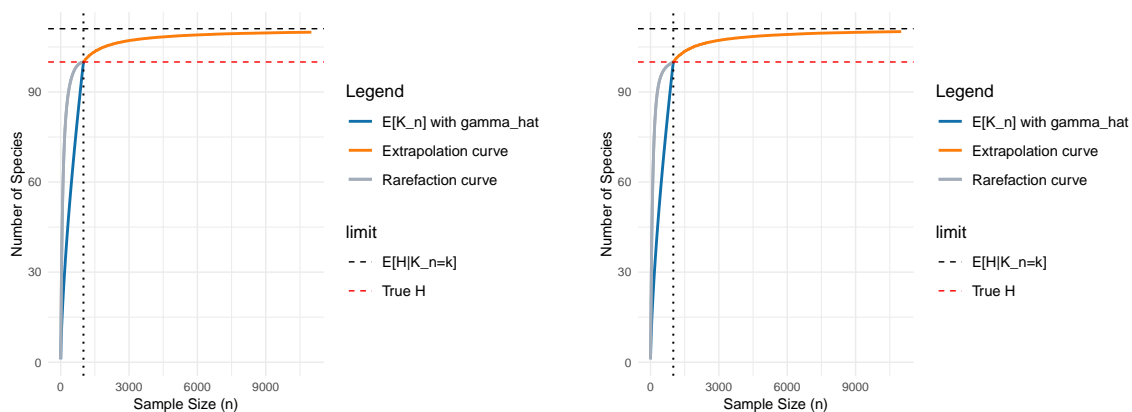 Number of Species
90
60
30
0
0
3000
6000
9000
Sample Size (n)
Legend
E[K_n] with gamma_hat
Extrapolation curve
Rarefaction curve
limit
E[H|K_n=k]
True H
Number of Species
90
60
30
0
0
3000
6000
9000
Sample Size (n)
Legend
E[K_n] with gamma_hat
Extrapolation curve
Rarefaction curve
limit
E[H|K_n=k]
True H